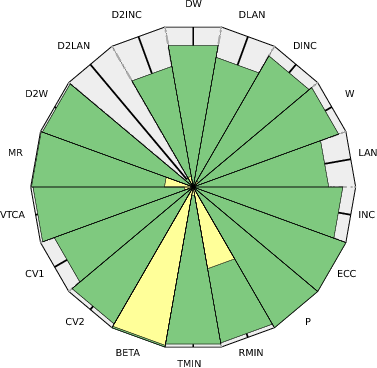 DW
D2INC
DLAN
D2LAN
DINC
D2W
W
MR
LAN
VTCA
INC
CV1
ECC
CV2
P
BETA
RMIN
TMIN